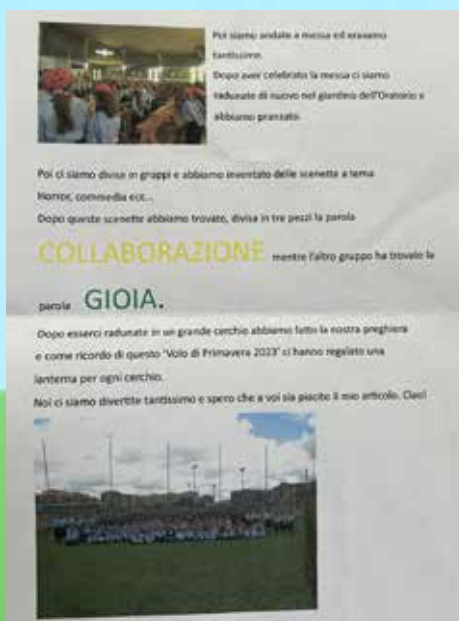 Poi siamo andate a messa ed eravamo
tantissime.
Dopo aver celebrato la messa ci siamo
radunate di nuovo nel giardino dell'Oratorio e
abbiamo pranzato.
Poi ci siamo divise in gruppi e abbiamo inventato delle scenette a tema
Horror, commedia ecc...
Dopo queste scenette abbiamo trovato, divisa in tre pezzi la parola
COLLABORAZIONE mentre l'altro gruppo ha trovato la
parola GIOIA.
Dopo esserci radunate in un grande cerchio abbiamo fatto la nostra preghiera
e come ricordo di questo 'Volo di Primavera 2023' ci hanno regalato una
lanterna per ogni cerchio.
Noi ci siamo divertite tantissimo e spero che a voi sia piacito il mio articolo. Ciao!